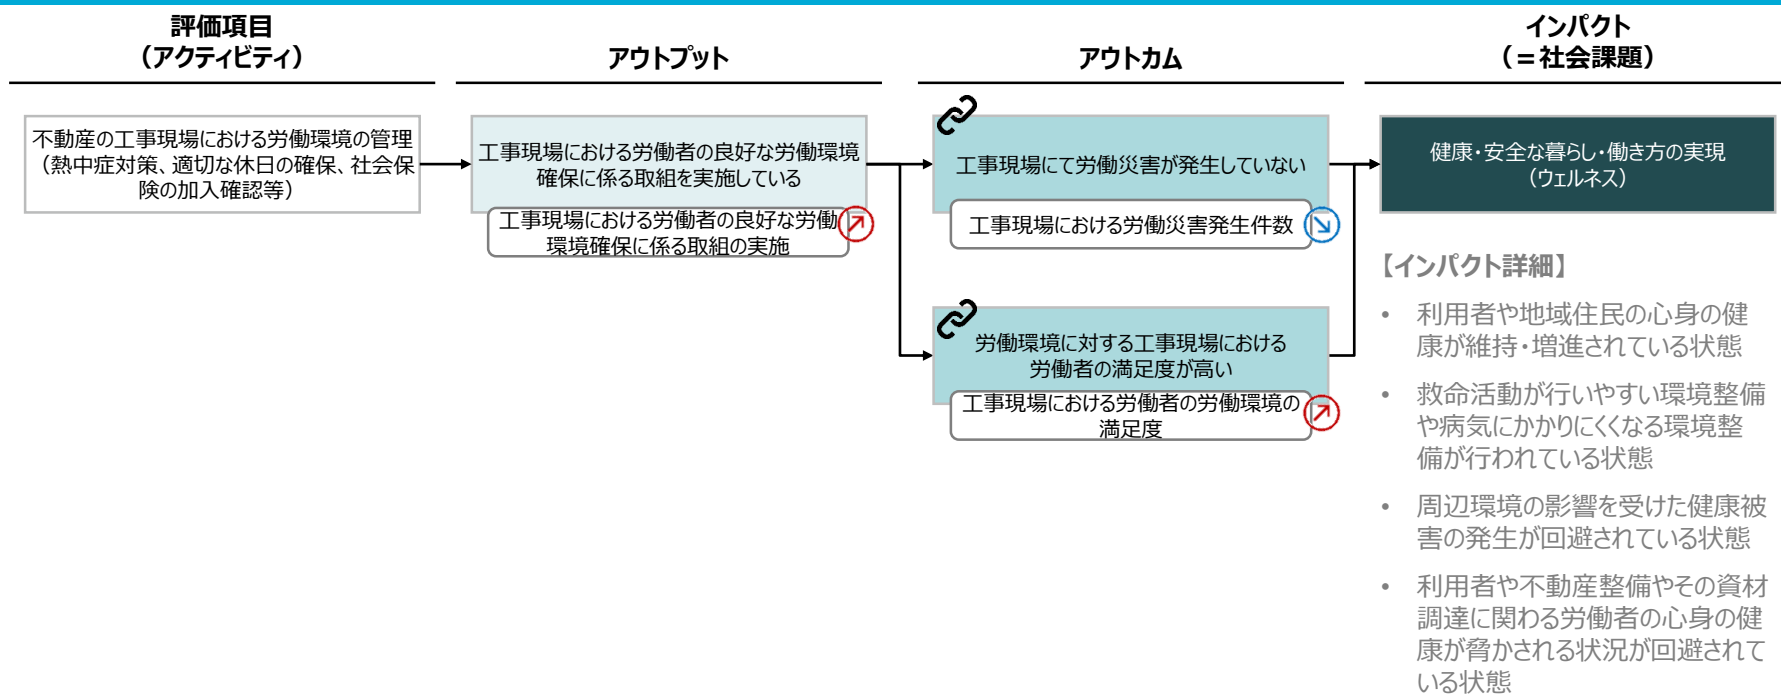 評価項目
（アクティビティ）
アウトプット
アウトカム
インパクト
（＝社会課題）
不動産の工事現場における労働環境の管理
（熱中症対策、適切な休日の確保、社会保
険の加入確認等）
工事現場における労働者の良好な労働環境
確保に係る取組を実施している
工事現場における労働者の良好な労働
環境確保に係る取組の実施
工事現場にて労働災害が発生していない
工事現場における労働災害発生件数
労働環境に対する工事現場における
労働者の満足度が高い
工事現場における労働者の労働環境の
満足度
健康・安全な暮らし・働き方の実現
（ウェルネス）
【インパクト詳細】
• 利用者や地域住民の心身の健
康が維持・増進されている状態
• 救命活動が行いやすい環境整備
や病気にかかりにくくなる環境整
備が行われている状態
• 周辺環境の影響を受けた健康被
害の発生が回避されている状態
• 利用者や不動産整備やその資材
調達に関わる労働者の心身の健
康が脅かされる状況が回避されて
いる状態